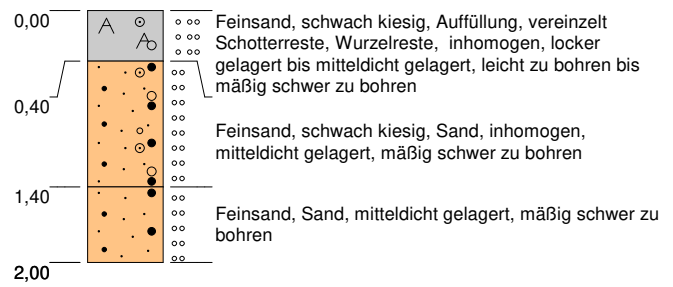 0,00
Feinsand, schwach kiesig, Auffüllung, vereinzelt
Schotterreste, Wurzelreste, inhomogen, locker
gelagert bis mitteldicht gelagert, leicht zu bohren bis
mäßig schwer zu bohren
A
A
0,40
Feinsand, schwach kiesig, Sand, inhomogen,
mitteldicht gelagert, mäßig schwer zu bohren
1,40
Feinsand, Sand, mitteldicht gelagert, mäßig schwer zu
bohren
2,00